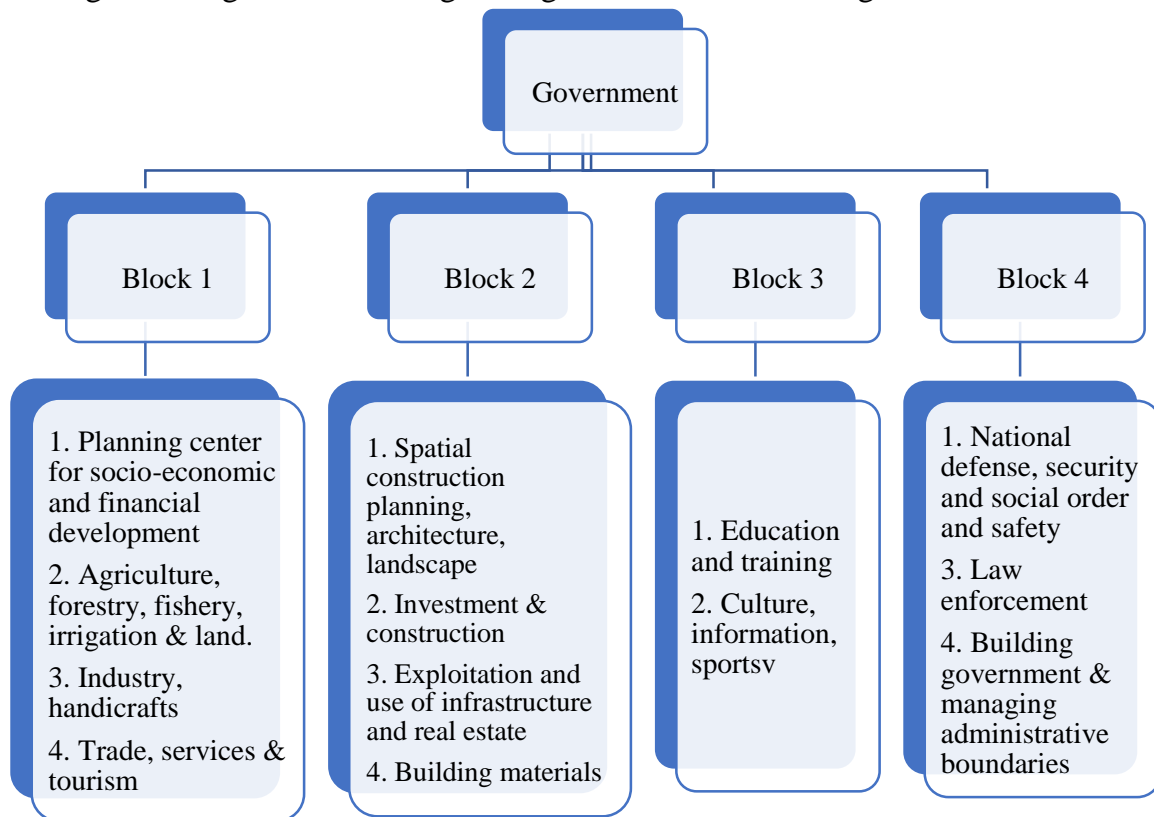 Government
Block 1
Block 2
Block 3
Block 4
1. Planning center
for socio-economic
and financial
development
2. Agriculture,
forestry, fishery,
irrigation & land.
3. Industry,
handicrafts
4. Trade, services &
tourism
1. Spatial
construction
planning,
architecture,
landscape
2. Investment &
construction
3. Exploitation and
use of infrastructure
and real estate
4. Building materials
1. Education
and training
2. Culture,
information,
sportsv
1. National
defense, security
and social order
and safety
3. Law
enforcement
4. Building
government &
managing
administrative
boundaries